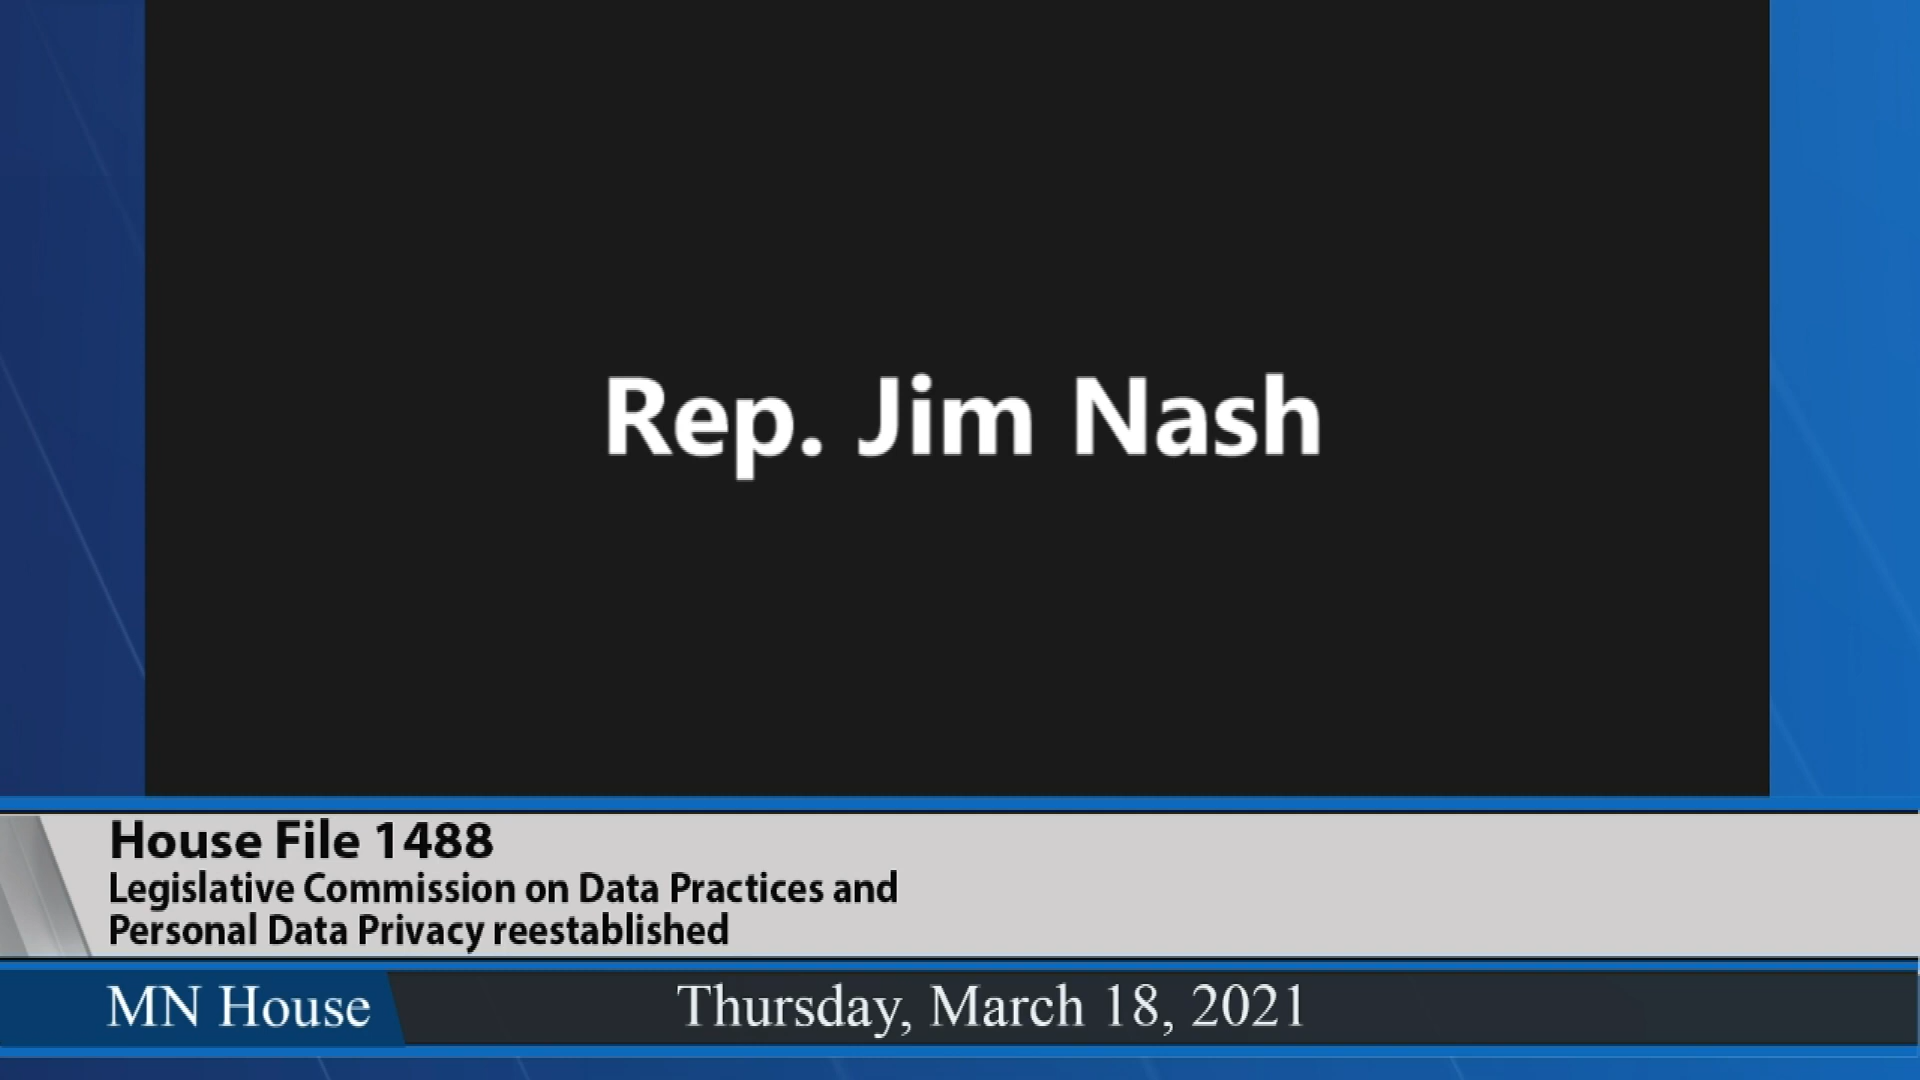 Rep. Jim Nash
House File 1488
Legislative Commission on Data Practices and
Personal Data Privacy reestablished
MN House
Thursday, March 18, 2021